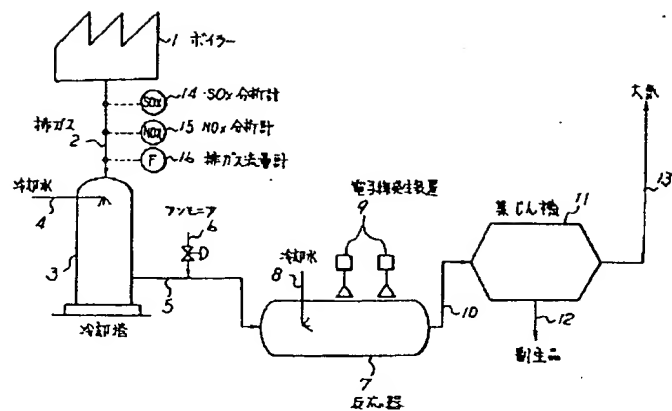 1 ボイラー
SOx 14 SOx分析計
NOx 15 NOx分析計
F 16 排ガス流量計
排ガス
2
冷却水
4
3
冷却塔
アンモニア
6
5
冷却水
8
電子線発生装置
9
7
反応器
10
集じん機
11
12
副生品
大気
13